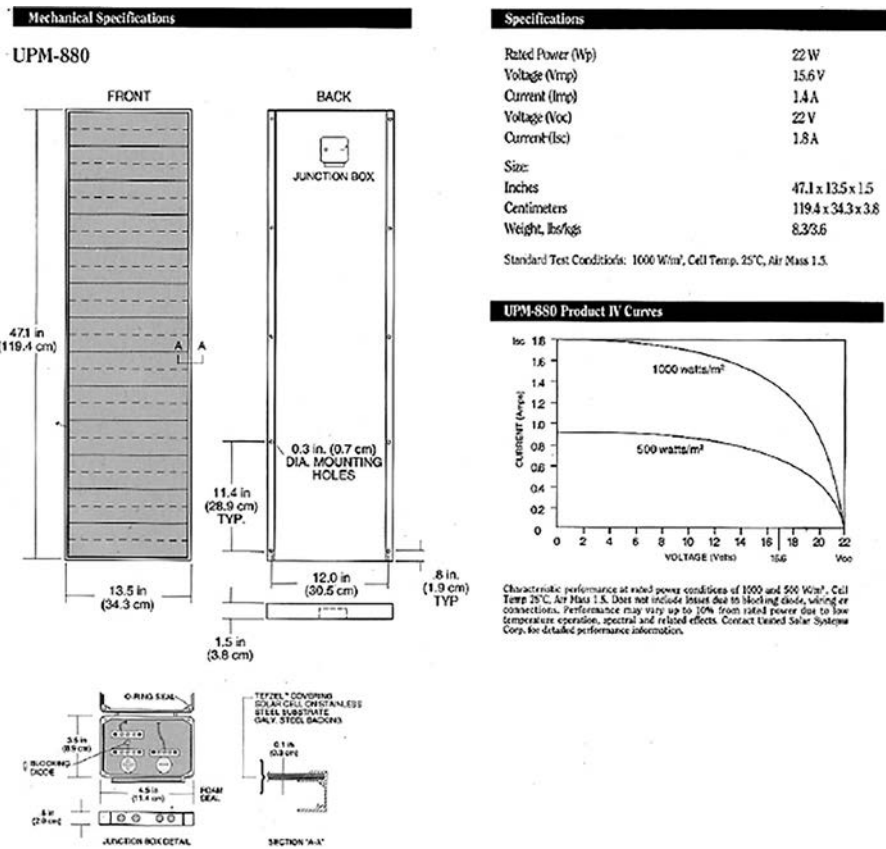 Mechanical Specifications
UPM-880
FRONT
BACK
JUNCTION BOX
47.1 in
(119.4 cm)
A A
0.3 in. (0.7 cm)
DIA. MOUNTING
HOLES
11.4 in
(28.9 cm)
TYP.
13.5 in
(34.3 cm)
12.0 in
(30.5 cm)
.8 in.
(1.9 cm)
TYP
1.5 in
(3.8 cm)
O-RING SEAL
3.5 in
(8.9 cm)
BLOCKING
DIODE
+ −
4.5 in
(11.4 cm)
FOAM
SEAL
(2.0 cm)
JUNCTION BOX DETAIL
TEFZEL" COVERING
SOLAR CELL ON STAINLESS
STEEL SUBSTRATE
GALV. STEEL BACKING
0.1 in
(0.3 cm)
SECTION "A-A"
Specifications
Rated Power (Wp) 22 W
Voltage (Vmp) 15.6 V
Current (Imp) 1.4 A
Voltage (Voc) 22 V
Current (Isc) 1.8 A
Size:
Inches 47.1 x 13.5 x 1.5
Centimeters 119.4 x 34.3 x 3.8
Weight, lbs/kgs 8.3/3.6
Standard Test Conditions: 1000 W/m², Cell Temp. 25°C, Air Mass 1.5.
UPM-880 Product IV Curves
Isc 1.8
1.6
1.4
1.2
1.0
0.8
0.6
0.4
0.2
0
CURRENT (Amps)
1000 watts/m²
500 watts/m²
0 2 4 6 8 10 12 14 16 18 20 22
VOLTAGE (Volts) 15.6 Voc
Characteristic performance at rated power conditions of 1000 and 500 W/m², Cell
Temp 25°C, Air Mass 1.5. Does not include losses due to blocking diode, wiring or
connections. Performance may vary up to 10% from rated power due to low
temperature operation, spectral and related effects. Contact United Solar Systems
Corp. for detailed performance information.